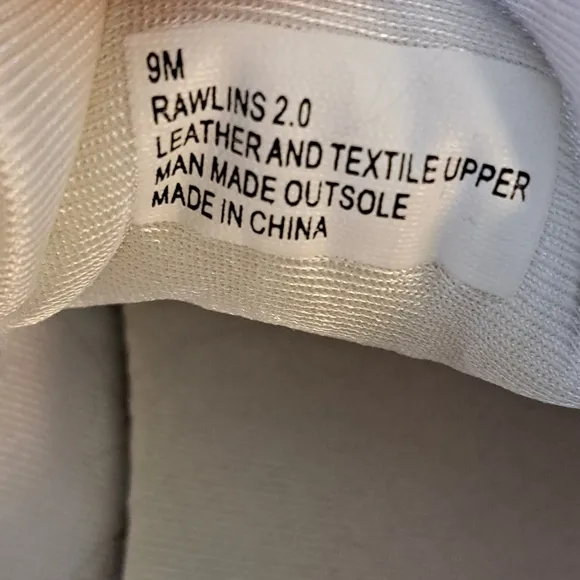 9M
RAWLINS 2.0
LEATHER AND TEXTILE UPPER
MAN MADE OUTSOLE
MADE IN CHINA